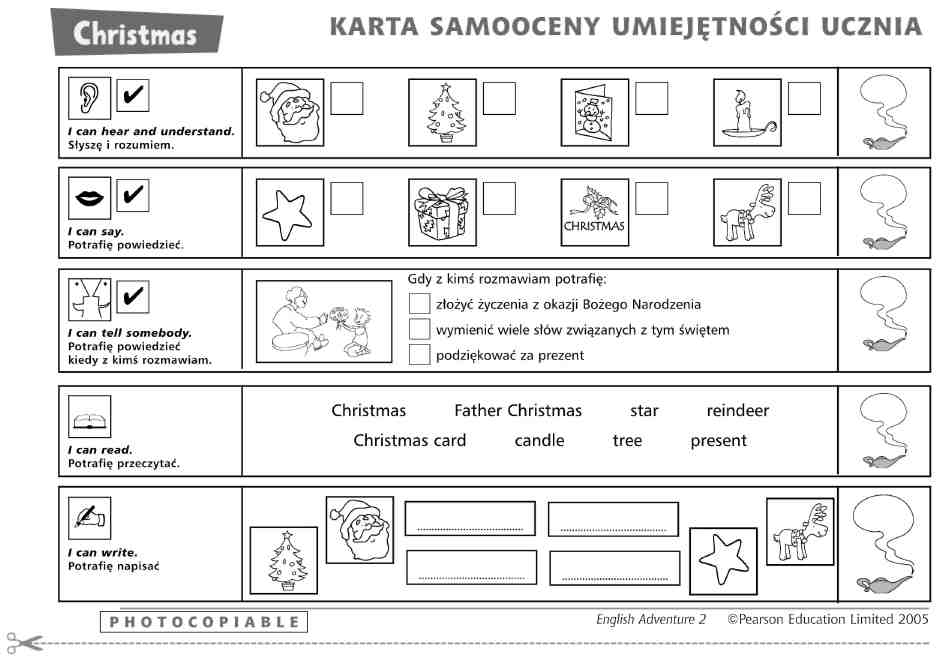 Christmas
KARTA SAMOOCENY UMIEJĘTNOŚCI UCZNIA
I can hear and understand.
Słyszę i rozumiem.
I can say.
Potrafię powiedzieć.
CHRISTMAS
I can tell somebody.
Potrafię powiedzieć
kiedy z kimś rozmawiam.
Gdy z kimś rozmawiam potrafię:
złożyć życzenia z okazji Bożego Narodzenia
wymienić wiele słów związanych z tym świętem
podziękować za prezent
I can read.
Potrafię przeczytać.
Christmas Father Christmas star reindeer
Christmas card candle tree present
I can write.
Potrafię napisać
PHOTOCOPIABLE
English Adventure 2 ©Pearson Education Limited 2005